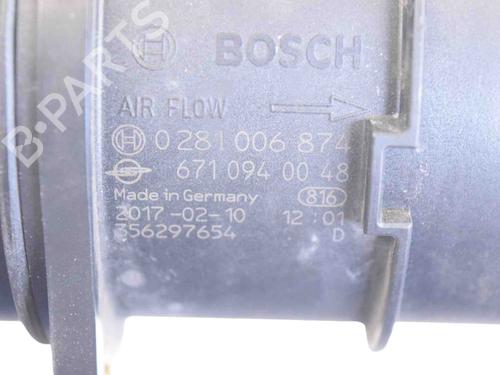 B-PARTS
BOSCH
AIR FLOW
0 281 006 874
671 094 00 48
Made in Germany 816
2017-02-10 12:01
356297654 D